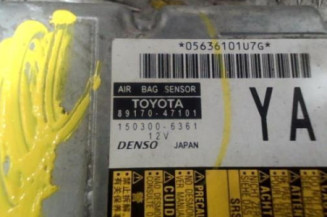 *05636101U7G*
AIR BAG SENSOR
TOYOTA
89170-47101
YA
150300-6361
12V
DENSO JAPAN